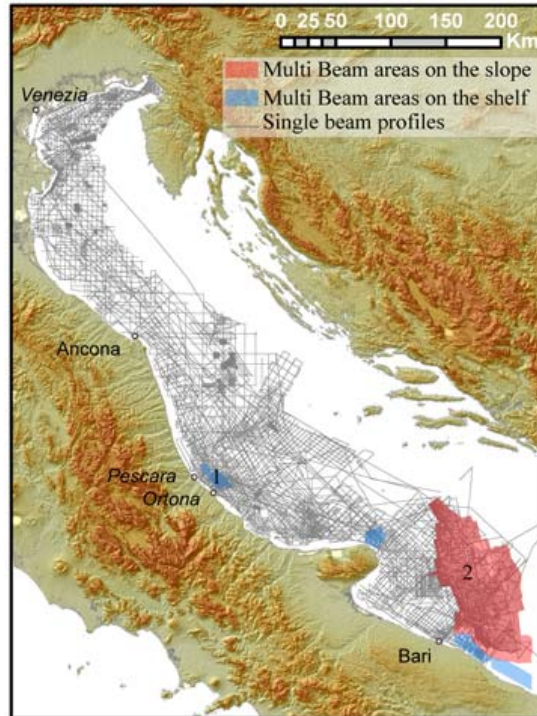 0 25 50 100 150 200
Km
Multi Beam areas on the slope
Multi Beam areas on the shelf
Single beam profiles
Venezia
Ancona
Pescara
1
Ortona
2
Bari